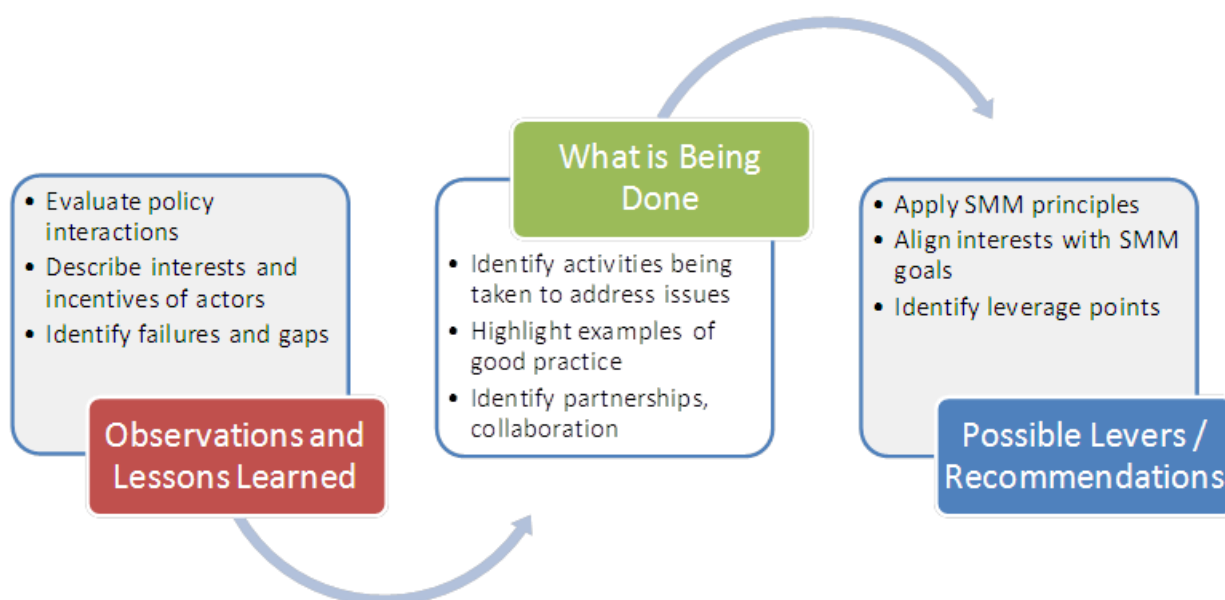 • Evaluate policy
interactions
• Describe interests and
incentives of actors
• Identify failures and gaps
Observations and
Lessons Learned
What is Being
Done
• Identify activities being
taken to address issues
• Highlight examples of
good practice
• Identify partnerships,
collaboration
• Apply SMM principles
• Align interests with SMM
goals
• Identify leverage points
Possible Levers /
Recommendations